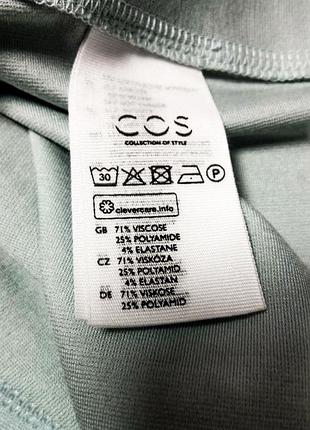 COS
COLLECTION OF STYLE
30 P
clevercare.info
GB 71% VISCOSE
25% POLYAMIDE
4% ELASTANE
CZ 71% VISKÓZA
25% POLYAMID
4% ELASTAN
DE 71% VISKOSE
25% POLYAMID